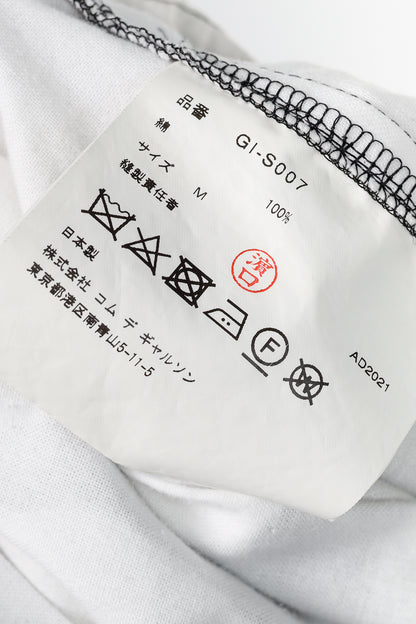 品番 GI-S007
綿 100%
サイズ M
縫製責任者
濱口
F
W
日本製
株式会社 コム デ ギャルソン
東京都港区南青山5-11-5
AD2021